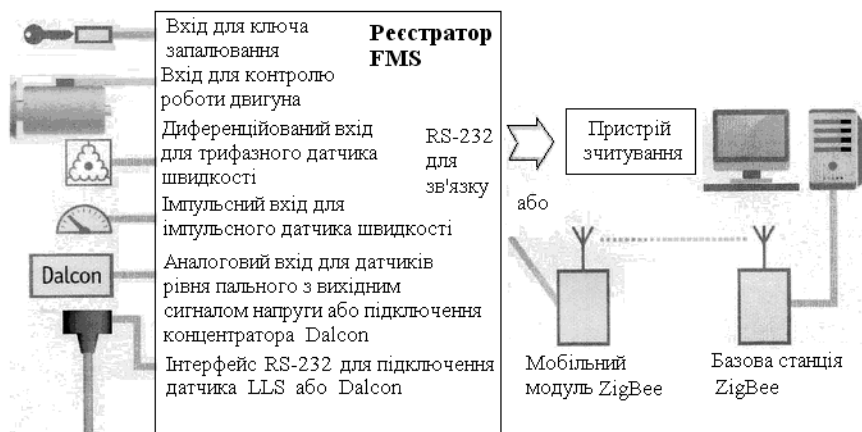 Вхід для ключа
запалювання
Реєстратор
FMS
Вхід для контролю
роботи двигуна
Диференційований вхід
для трифазного датчика
швидкості
RS-232
для
зв'язку
Імпульсний вхід для
імпульсного датчика швидкості
Dalcon
Аналоговий вхід для датчиків
рівня пального з вихідним
сигналом напруги або підключення
концентратора Dalcon
Інтерфейс RS-232 для підключення
датчика LLS або Dalcon
Пристрій
зчитування
або
Мобільний
модуль ZigBee
Базова станція
ZigBee